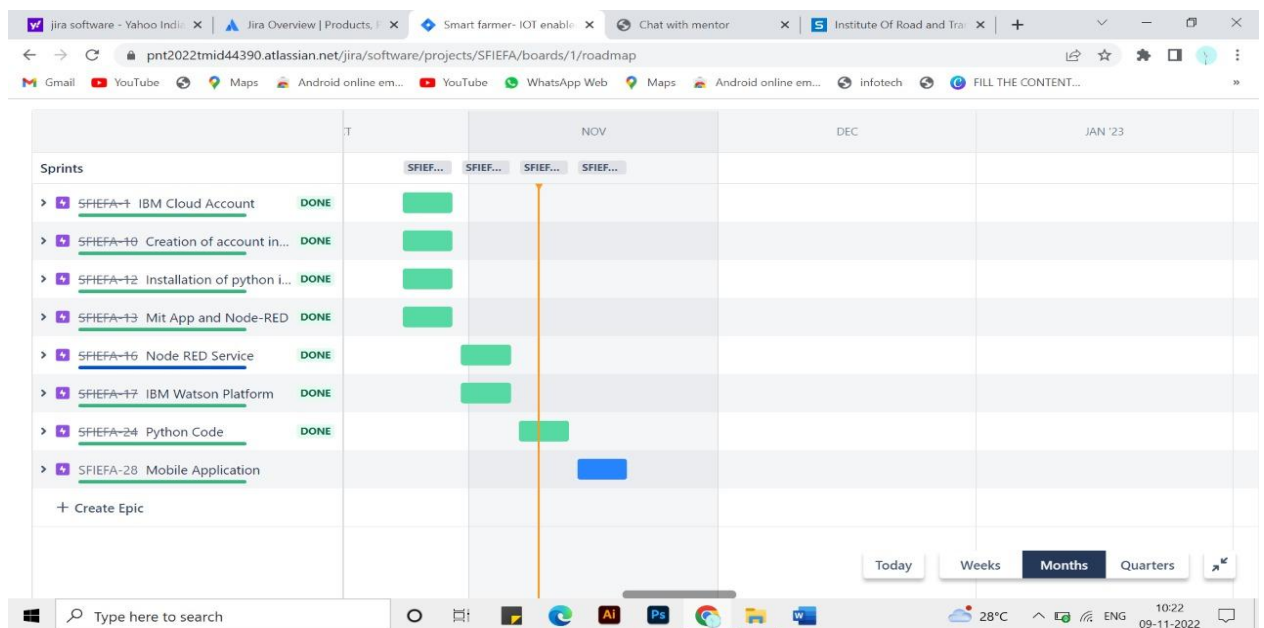 jira software - Yahoo India
Jira Overview | Products,
Smart farmer- IOT enable
Chat with mentor
Institute Of Road and Tra
pnt2022tmid44390.atlassian.net/jira/software/projects/SFIEFA/boards/1/roadmap
Gmail YouTube Maps Android online em... YouTube WhatsApp Web Maps Android online em... infotech FILL THE CONTENT... »
T NOV DEC JAN '23
Sprints SFIEF... SFIEF... SFIEF... SFIEF...
SFIEFA-1 IBM Cloud Account DONE
SFIEFA-10 Creation of account in... DONE
SFIEFA-12 Installation of python i... DONE
SFIEFA-13 Mit App and Node-RED DONE
SFIEFA-16 Node RED Service DONE
SFIEFA-17 IBM Watson Platform DONE
SFIEFA-24 Python Code DONE
SFIEFA-28 Mobile Application
+ Create Epic
Today Weeks Months Quarters
Type here to search Ai Ps 28°C ENG 10:22
09-11-2022